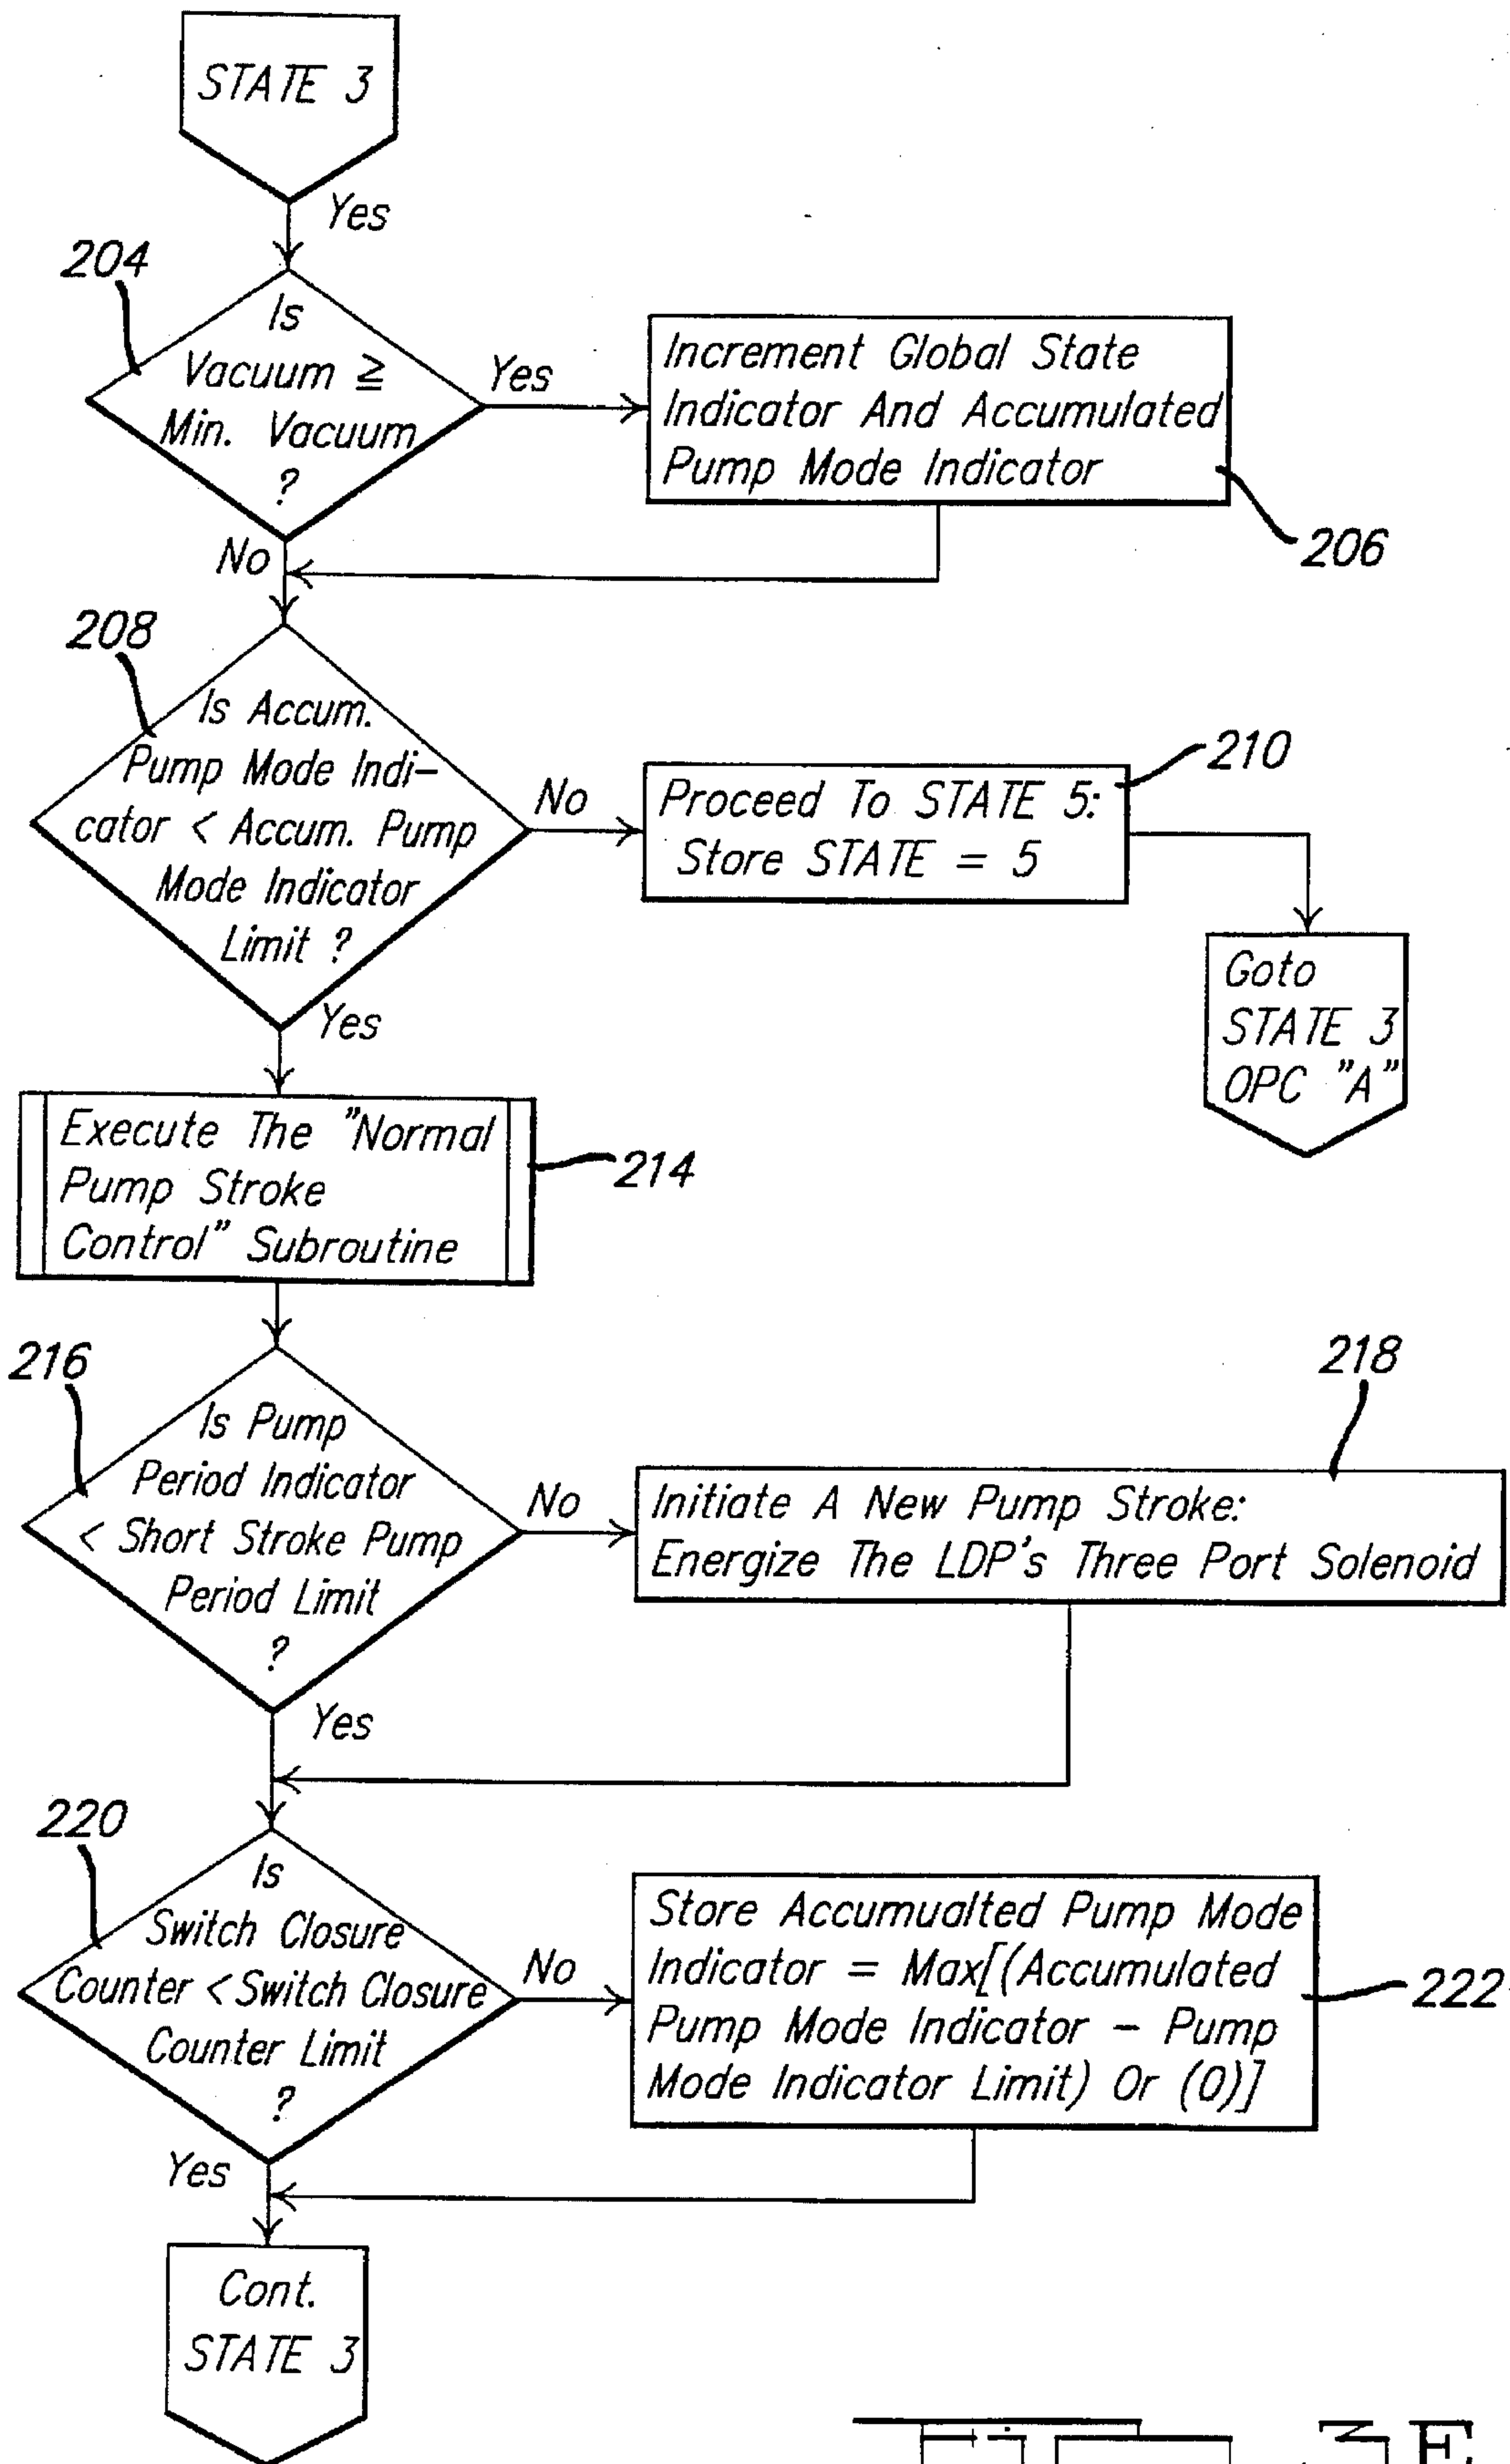 STATE 3
Yes
204
Is
Vacuum ≧
Min. Vacuum
?
Yes
Increment Global State
Indicator And Accumulated
Pump Mode Indicator
206
No
208
Is Accum.
Pump Mode Indi-
cator < Accum. Pump
Mode Indicator
Limit ?
No
Proceed To STATE 5:
Store STATE = 5
210
Goto
STATE 3
OPC "A"
Yes
Execute The "Normal
Pump Stroke
Control" Subroutine
214
216
Is Pump
Period Indicator
< Short Stroke Pump
Period Limit
?
No
Initiate A New Pump Stroke:
Energize The LDP's Three Port Solenoid
218
Yes
220
Is
Switch Closure
Counter < Switch Closure
Counter Limit
?
No
Store Accumualted Pump Mode
Indicator = Max[(Accumulated
Pump Mode Indicator - Pump
Mode Indicator Limit) Or (0)]
222
Yes
Cont.
STATE 3